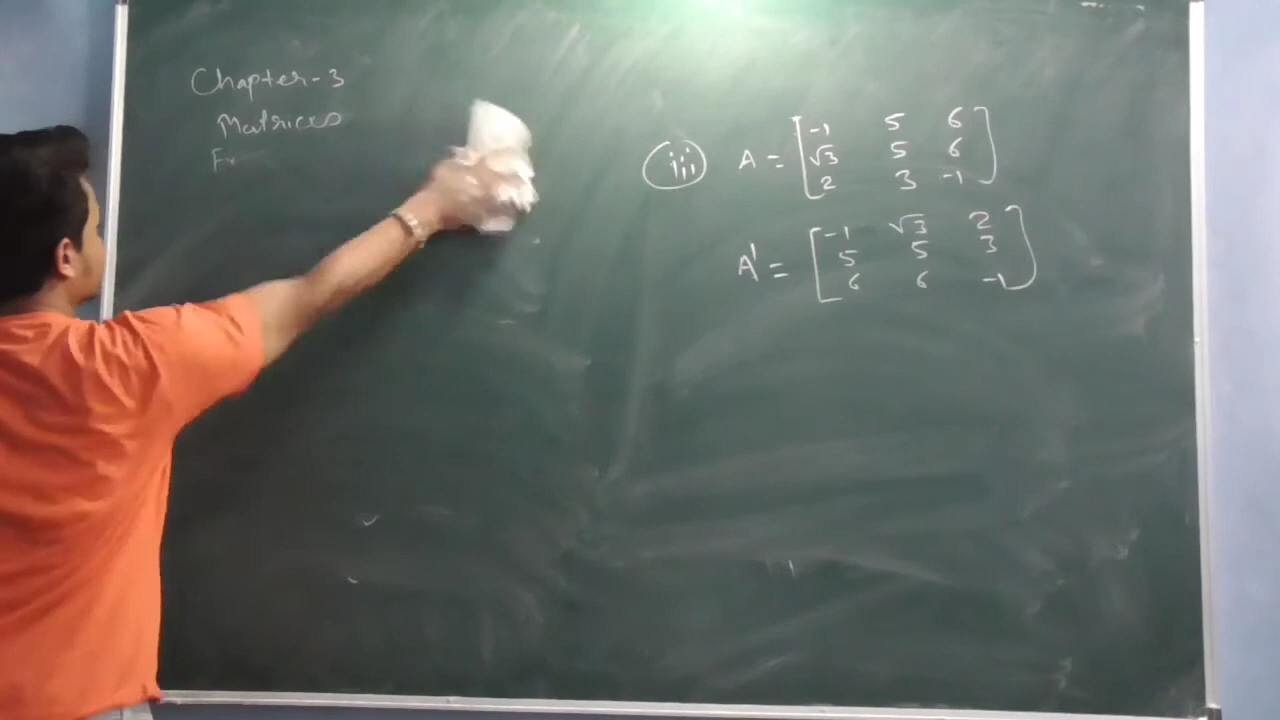 Chapter-3
Matrices
iii A = [-1 5 6
√3 5 6
2 3 -1]
A' = [-1 √3 2
5 5 3
6 6 -1]